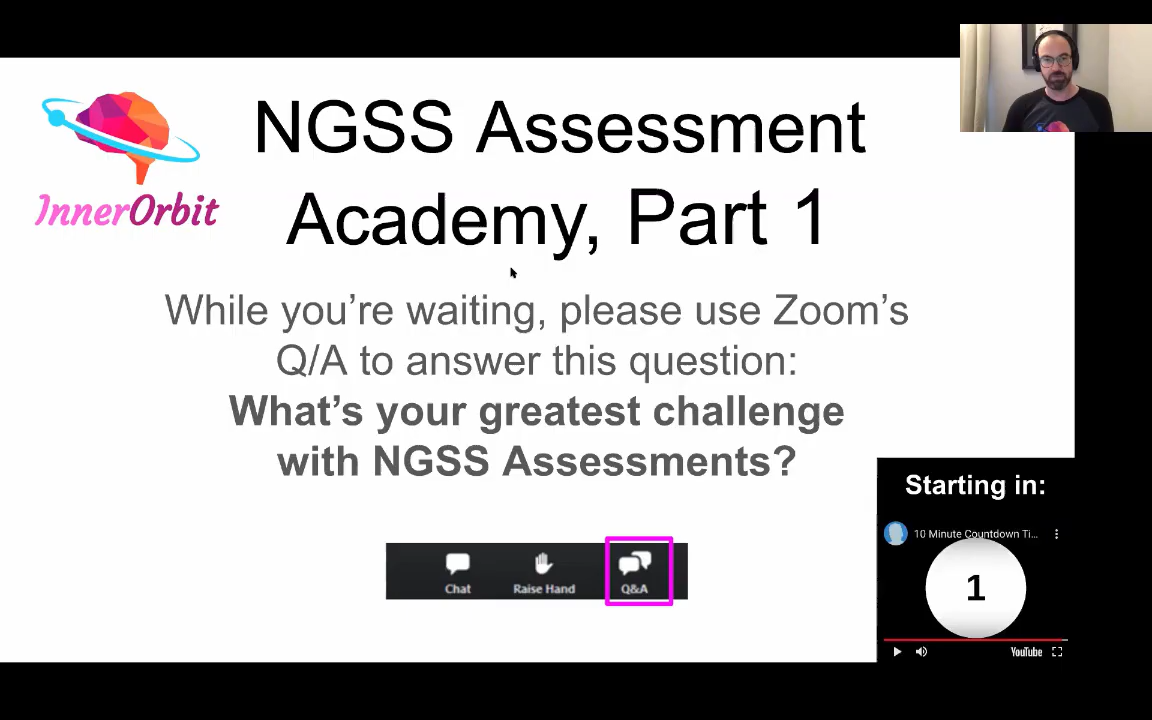 NGSS Assessment
Academy, Part 1
InnerOrbit
While you're waiting, please use Zoom's
Q/A to answer this question:
What's your greatest challenge
with NGSS Assessments?
Chat
Raise Hand
Q&A
Starting in:
10 Minute Countdown Ti...
1
YouTube